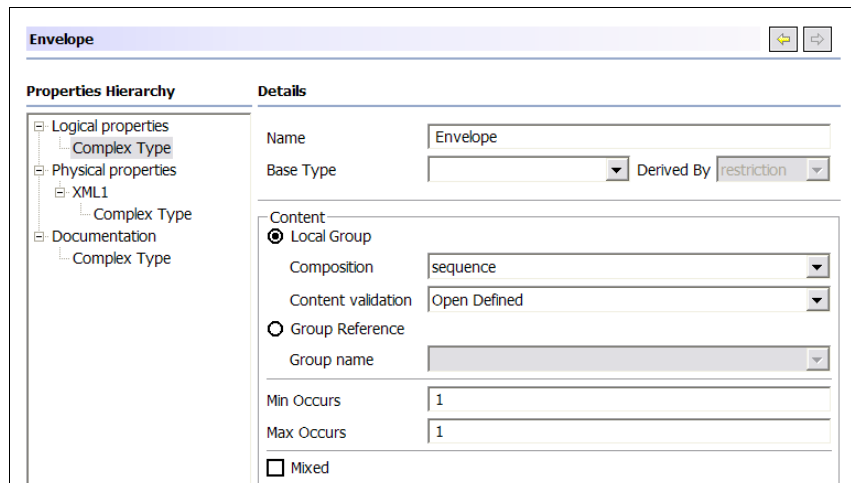 Envelope
Properties Hierarchy
Logical properties
Complex Type
Physical properties
XML1
Complex Type
Documentation
Complex Type
Details
Name Envelope
Base Type Derived By restriction
Content
Local Group
Composition sequence
Content validation Open Defined
Group Reference
Group name
Min Occurs 1
Max Occurs 1
Mixed